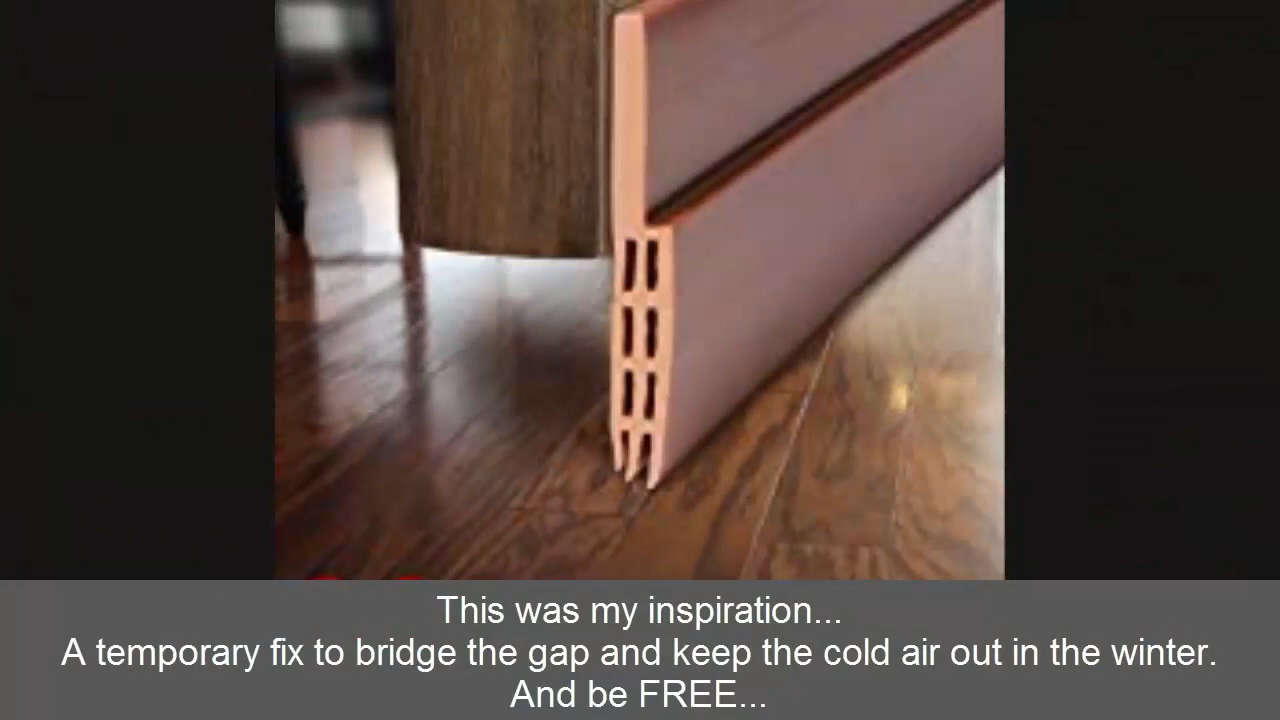 This was my inspiration...
A temporary fix to bridge the gap and keep the cold air out in the winter.
And be FREE...